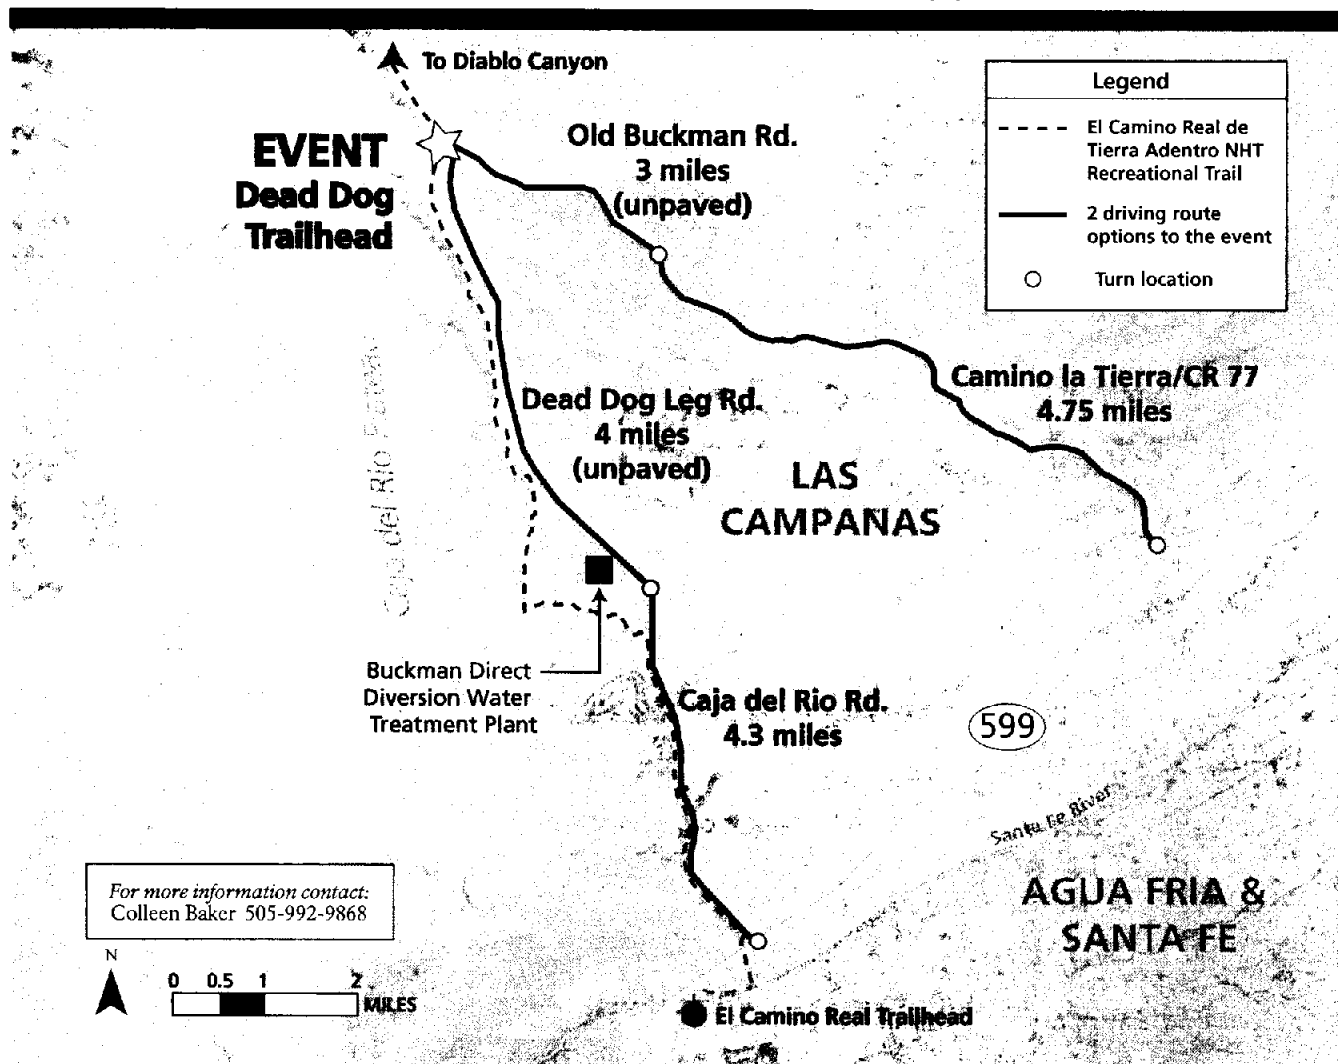 To Diablo Canyon
EVENT
Dead Dog
Trailhead
Old Buckman Rd.
3 miles
(unpaved)
Legend
El Camino Real de
Tierra Adentro NHT
Recreational Trail
2 driving route
options to the event
Turn location
Camino la Tierra/CR 77
4.75 miles
Dead Dog Leg Rd.
4 miles
(unpaved)
LAS
CAMPANAS
Caja del Rio
Buckman Direct
Diversion Water
Treatment Plant
Caja del Rio Rd.
4.3 miles
599
Santa Fe River
AGUA FRIA &
SANTA FE
For more information contact:
Colleen Baker 505-992-9868
N
0 0.5 1 2
MILES
El Camino Real Trailhead